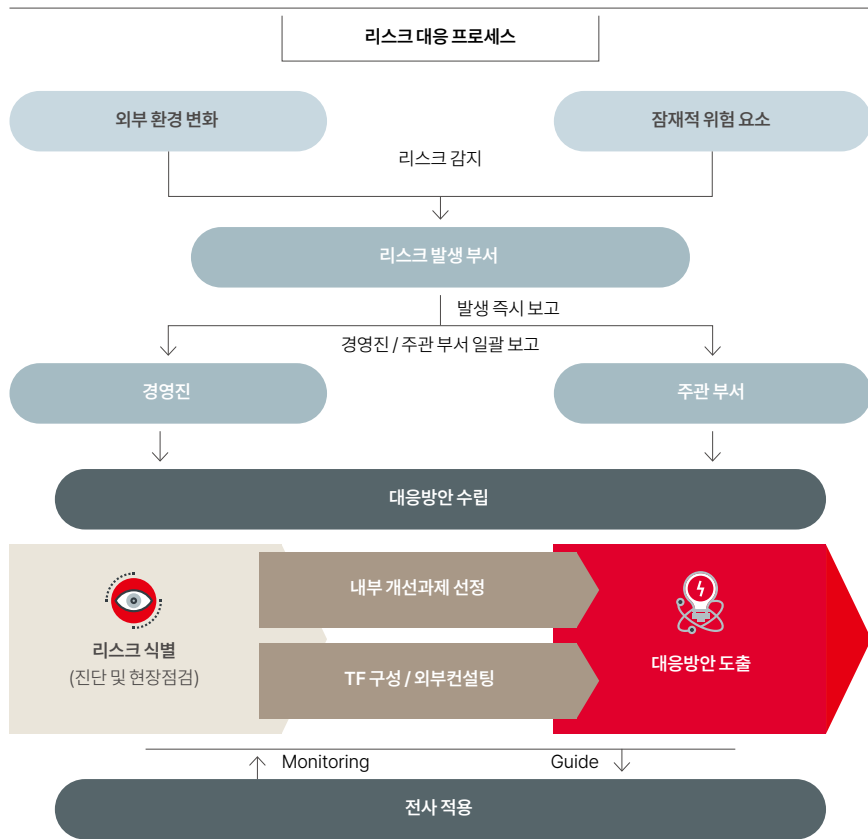 리스크 대응 프로세스
외부 환경 변화
잠재적 위험 요소
리스크 감지
리스크 발생 부서
발생 즉시 보고
경영진 / 주관 부서 일괄 보고
경영진
주관 부서
대응방안 수립
내부 개선과제 선정
리스크 식별
(진단 및 현장점검)
TF 구성 / 외부컨설팅
대응방안 도출
Monitoring
Guide
전사 적용